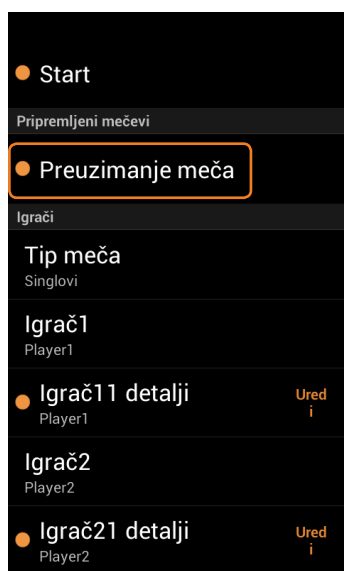 Start
Pripremljeni mečevi
Preuzimanje meča
Igrači
Tip meča
Singlovi
Igrač1
Player1
Igrač11 detalji
Player1
Ured
i
Igrač2
Player2
Igrač21 detalji
Player2
Ured
i